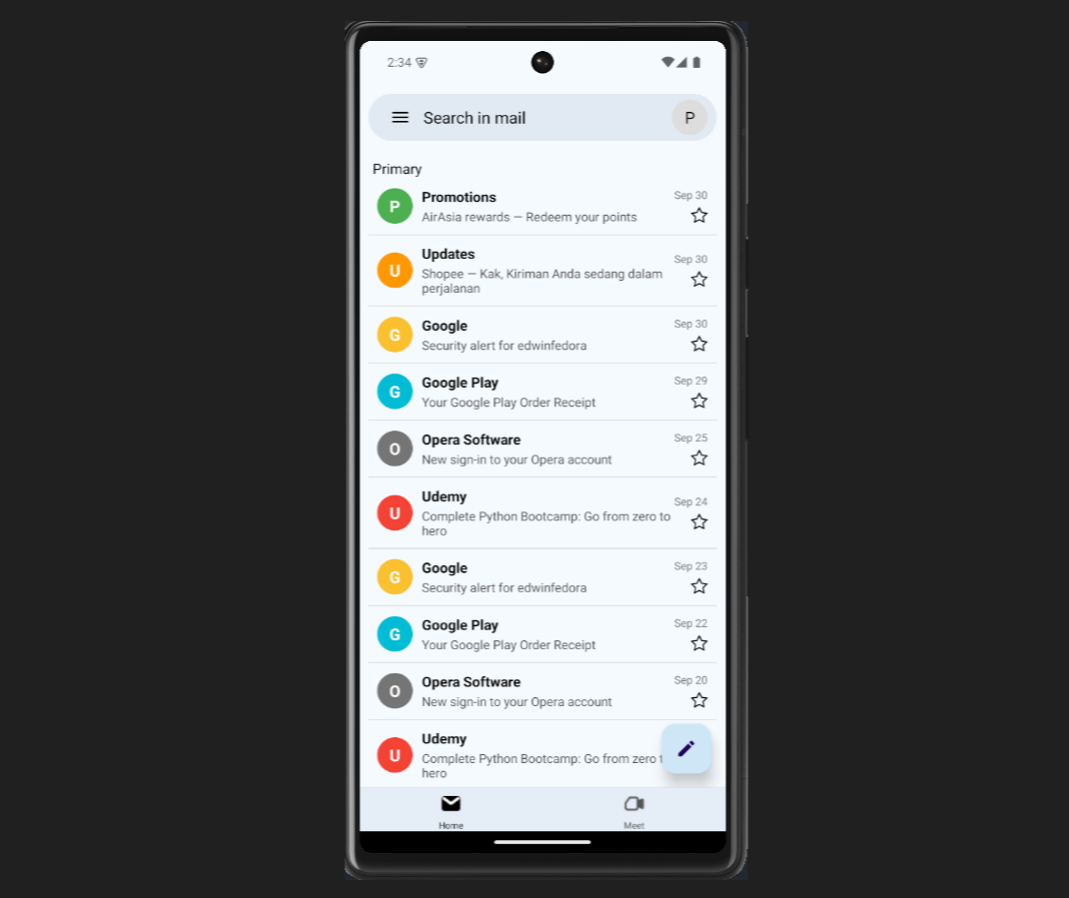 2:34
Search in mail
P
Primary
P
Promotions
Sep 30
AirAsia rewards — Redeem your points
U
Updates
Sep 30
Shopee — Kak, Kiriman Anda sedang dalam
perjalanan
G
Google
Sep 30
Security alert for edwinfedora
G
Google Play
Sep 29
Your Google Play Order Receipt
O
Opera Software
Sep 25
New sign-in to your Opera account
U
Udemy
Sep 24
Complete Python Bootcamp: Go from zero to
hero
G
Google
Sep 23
Security alert for edwinfedora
G
Google Play
Sep 22
Your Google Play Order Receipt
O
Opera Software
Sep 20
New sign-in to your Opera account
U
Udemy
Complete Python Bootcamp: Go from zero t
hero
Home
Meet